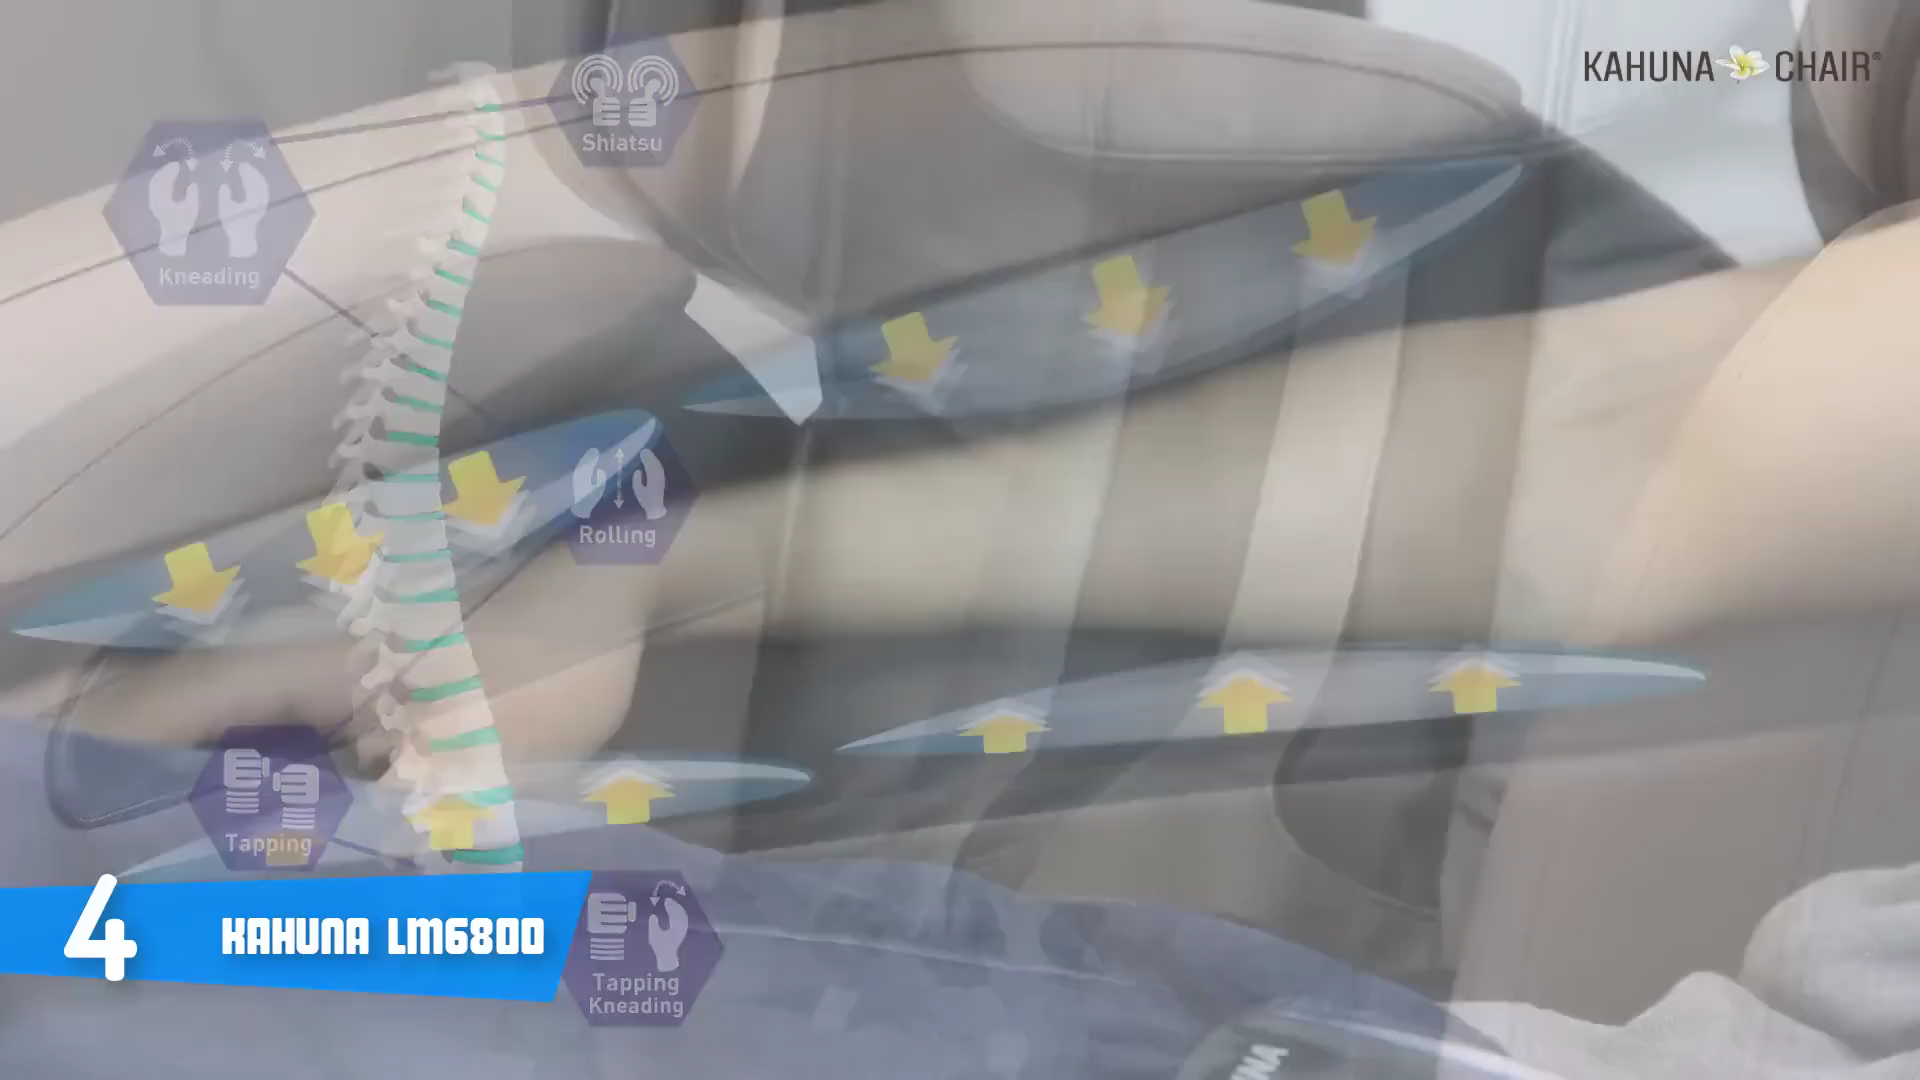 KAHUNA CHAIR®
Shiatsu
Kneading
Rolling
Tapping
4 KAHUNA LM6800
Tapping
Kneading